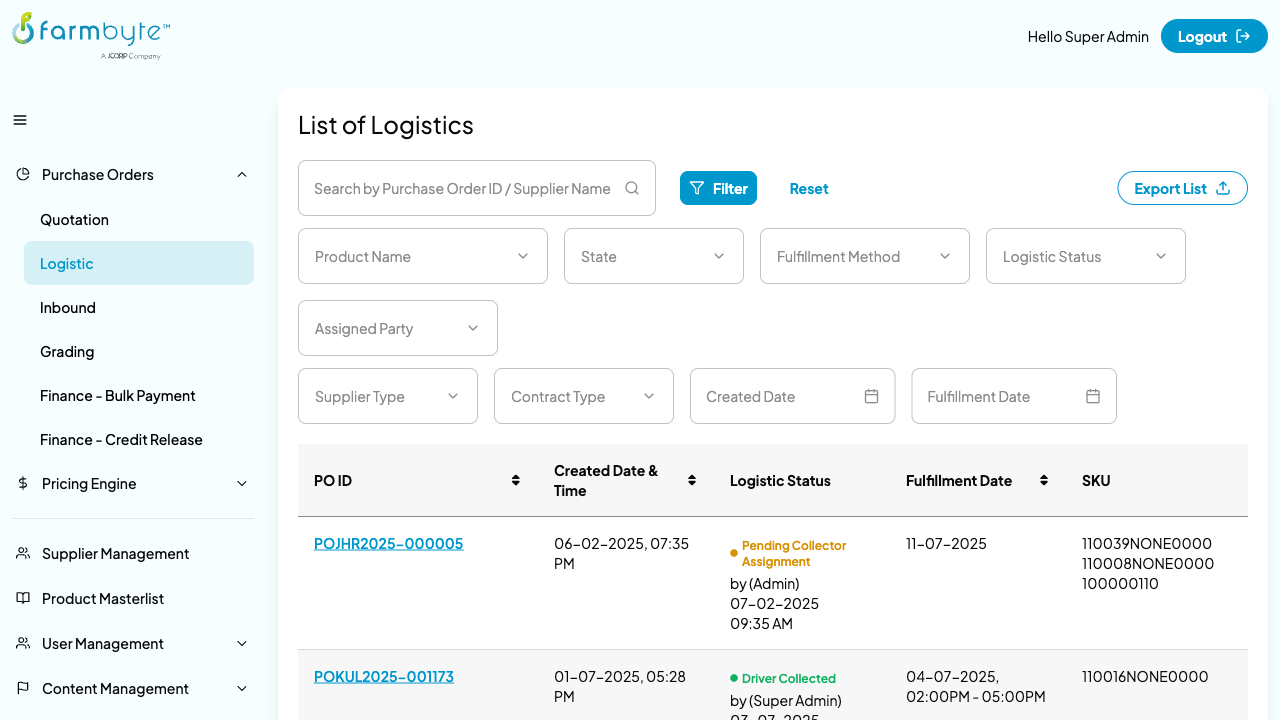 farmbyte™
A JCORP Company
Hello Super Admin
Logout
Purchase Orders
Quotation
Logistic
Inbound
Grading
Finance - Bulk Payment
Finance - Credit Release
Pricing Engine
Supplier Management
Product Masterlist
User Management
Content Management
List of Logistics
Search by Purchase Order ID / Supplier Name
Filter
Reset
Export List
Product Name
State
Fulfillment Method
Logistic Status
Assigned Party
Supplier Type
Contract Type
Created Date
Fulfillment Date
PO ID
Created Date &
Time
Logistic Status
Fulfillment Date
SKU
POJHR2025-000005
06-02-2025, 07:35
PM
Pending Collector
Assignment
by (Admin)
07-02-2025
09:35 AM
11-07-2025
110039NONE0000
110008NONE0000
100000110
POKUL2025-001173
01-07-2025, 05:28
PM
Driver Collected
by (Super Admin)
03-07-2025
04-07-2025,
02:00PM - 05:00PM
110016NONE0000